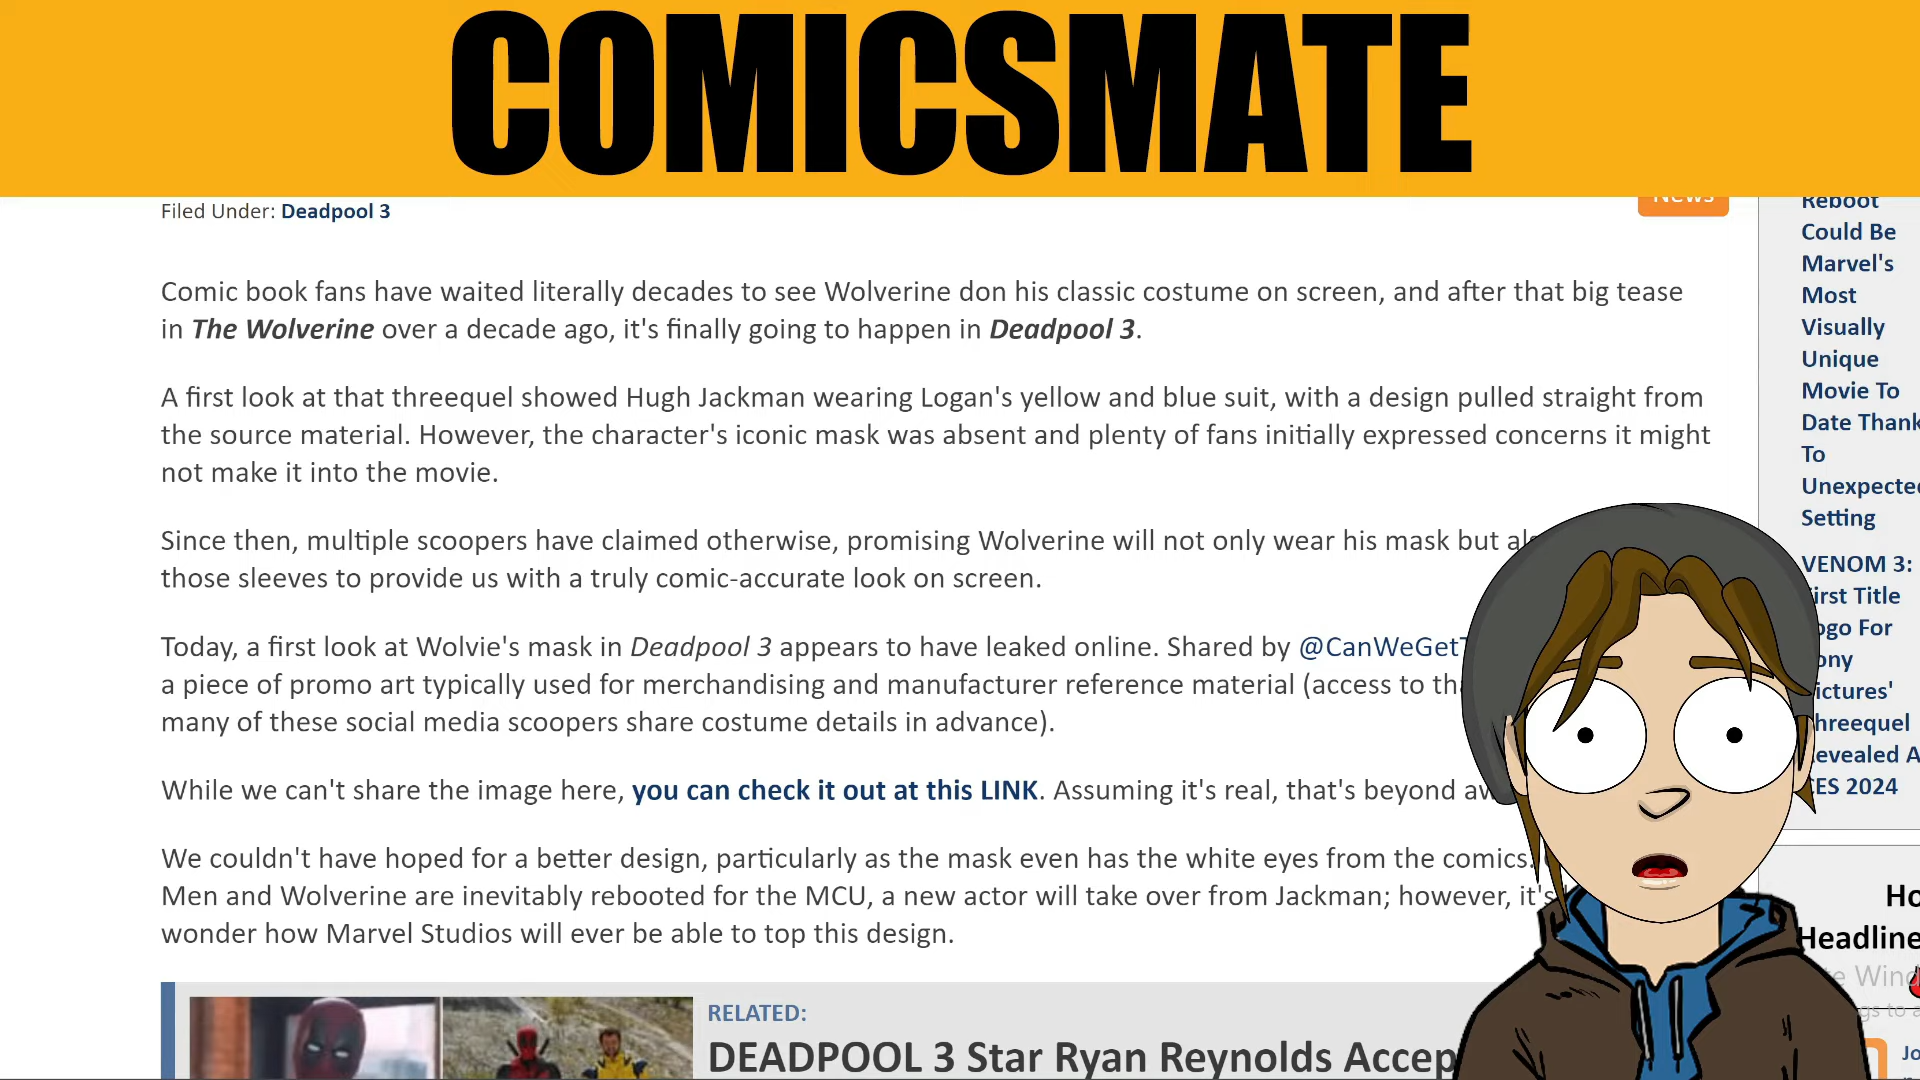 COMICSMATE
Filed Under: Deadpool 3
News
Comic book fans have waited literally decades to see Wolverine don his classic costume on screen, and after that big tease
in The Wolverine over a decade ago, it's finally going to happen in Deadpool 3.
A first look at that threequel showed Hugh Jackman wearing Logan's yellow and blue suit, with a design pulled straight from
the source material. However, the character's iconic mask was absent and plenty of fans initially expressed concerns it might
not make it into the movie.
Since then, multiple scoopers have claimed otherwise, promising Wolverine will not only wear his mask but
those sleeves to provide us with a truly comic-accurate look on screen.
Today, a first look at Wolvie's mask in Deadpool 3 appears to have leaked online. Shared by
a piece of promo art typically used for merchandising and manufacturer reference material (access to
many of these social media scoopers share costume details in advance).
While we can't share the image here, you can check it out at this LINK. Assuming it's real, that's beyond
We couldn't have hoped for a better design, particularly as the mask even has the white eyes from the comics.
Men and Wolverine are inevitably rebooted for the MCU, a new actor will take over from Jackman; however, it's
wonder how Marvel Studios will ever be able to top this design.
RELATED:
DEADPOOL 3 Star Ryan Reynolds
Reboot
Could Be
Marvel's
Most
Visually
Unique
Movie To
Date
To
Setting
VENOM 3:
Title
For
2024